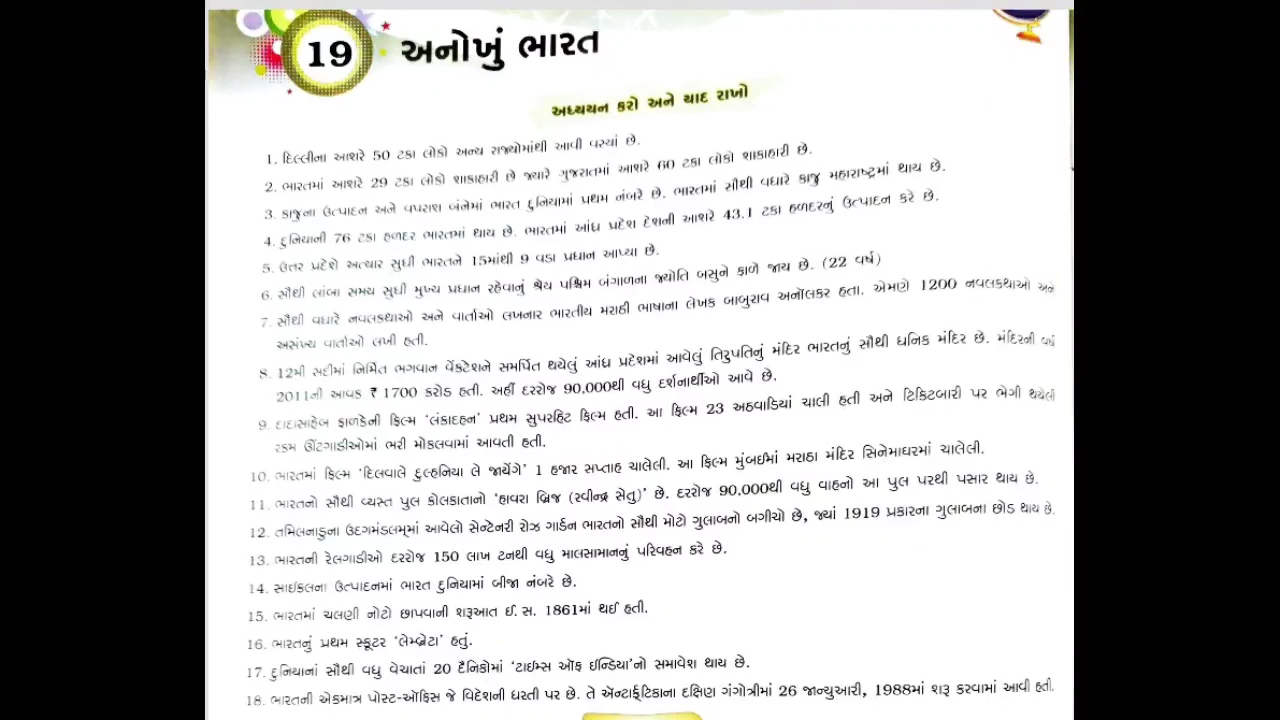 19
અનોખું ભારત
અધ્યયન કરો અને યાદ રાખો
1. દિલ્લીના આશરે 50 ટકા લોકો અન્ય રાજ્યોમાંથી આવી વસ્યાં છે.
2. ભારતમાં આશરે 29 ટકા લોકો શાકાહારી છે જ્યારે ગુજરાતમાં આશરે 60 ટકા લોકો શાકાહારી છે.
3. કાજુના ઉત્પાદન અને વપરાશ બંનેમાં ભારત દુનિયામાં પ્રથમ નંબરે છે. ભારતમાં સૌથી વધારે કાજુ મહારાષ્ટ્રમાં થાય છે.
4. દુનિયાની 76 ટકા હળદર ભારતમાં થાય છે. ભારતમાં આંધ્ર પ્રદેશ દેશની આશરે 43.1 ટકા હળદરનું ઉત્પાદન કરે છે.
5. ઉત્તર પ્રદેશે અત્યાર સુધી ભારતને 15માંથી 9 વડા પ્રધાન આપ્યા છે.
6. સૌથી લાંબા સમય સુધી મુખ્ય પ્રધાન રહેવાનું શ્રેય પશ્ચિમ બંગાળના જ્યોતિ બસુને ફાળે જાય છે. (22 વર્ષ)
7. સૌથી વધારે નવલકથાઓ અને વાર્તાઓ લખનાર ભારતીય મરાઠી ભાષાના લેખક બાબુરાવ અર્નાલકર હતા. એમણે 1200 નવલકથાઓ અને
અસંખ્ય વાર્તાઓ લખી હતી.
8. 12મી સદીમાં નિર્મિત ભગવાન વેંકટેશને સમર્પિત થયેલું આંધ્ર પ્રદેશમાં આવેલું તિરુપતિનું મંદિર ભારતનું સૌથી ધનિક મંદિર છે. મંદિરની વર્ષ
2011ની આવક ₹ 1700 કરોડ હતી. અહીં દરરોજ 90,000થી વધુ દર્શનાર્થીઓ આવે છે.
9. દાદાસાહેબ ફાળકેની ફિલ્મ ‘લંકાદહન’ પ્રથમ સુપરહિટ ફિલ્મ હતી. આ ફિલ્મ 23 અઠવાડિયાં ચાલી હતી અને ટિકિટબારી પર ભેગી થયેલી
રકમ ઊંટગાડીઓમાં ભરી મોકલવામાં આવતી હતી.
10. ભારતમાં ફિલ્મ ‘દિલવાલે દુલ્હનિયા લે જાયેંગે’ 1 હજાર સપ્તાહ ચાલેલી. આ ફિલ્મ મુંબઈમાં મરાઠા મંદિર સિનેમાઘરમાં ચાલેલી.
11. ભારતનો સૌથી વ્યસ્ત પુલ કોલકાતાનો ‘હાવરા બ્રિજ (રવીન્દ્ર સેતુ)’ છે. દરરોજ 90,000થી વધુ વાહનો આ પુલ પરથી પસાર થાય છે.
12. તમિલનાડુના ઉદગમંડલમ્‌માં આવેલો સેન્ટેનરી રોઝ ગાર્ડન ભારતનો સૌથી મોટો ગુલાબનો બગીચો છે, જ્યાં 1919 પ્રકારના ગુલાબના છોડ થાય છે.
13. ભારતની રેલગાડીઓ દરરોજ 150 લાખ ટનથી વધુ માલસામાનનું પરિવહન કરે છે.
14. સાઈકલના ઉત્પાદનમાં ભારત દુનિયામાં બીજા નંબરે છે.
15. ભારતમાં ચલણી નોટો છાપવાની શરૂઆત ઈ. સ. 1861માં થઈ હતી.
16. ભારતનું પ્રથમ સ્કૂટર ‘લેમ્બ્રેટા’ હતું.
17. દુનિયાનાં સૌથી વધુ વેચાતાં 20 દૈનિકોમાં ‘ટાઇમ્સ ઑફ ઇન્ડિયા’નો સમાવેશ થાય છે.
18. ભારતની એકમાત્ર પોસ્ટ-ઑફિસ જે વિદેશની ધરતી પર છે. તે ઍન્ટાર્ક્ટિકાના દક્ષિણ ગંગોત્રીમાં 26 જાન્યુઆરી, 1988માં શરૂ કરવામાં આવી હતી.